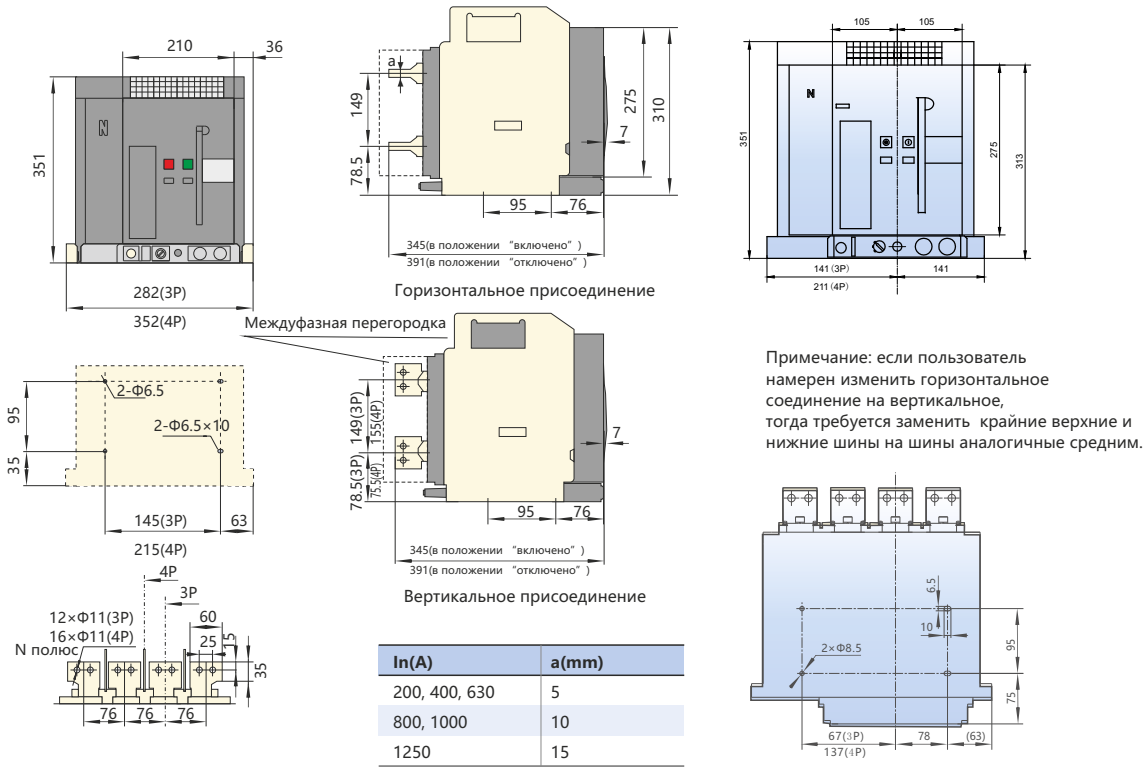 210
36
351
N
282(3P)
352(4P)
a
149
78.5
275
310
7
95
76
345(в положении “включено”)
391(в положении “отключено”)
Горизонтальное присоединение
105
105
N
351
275
313
141(3P)
141
211(4P)
Междуфазная перегородка
2-Ф6.5
2-Ф6.5×10
95
35
145(3P)
63
215(4P)
149(3P)
155(4P)
78.5(3P)
75.5(4P)
7
95
76
345(в положении “включено”)
391(в положении “отключено”)
Вертикальное присоединение
Примечание: если пользователь
намерен изменить горизонтальное
соединение на вертикальное,
тогда требуется заменить крайние верхние и
нижние шины на шины аналогичные средним.
4P
3P
12×Ф11(3P)
16×Ф11(4P)
N полюс
60
25
15
35
76
76
76
In(A) a(mm)
200, 400, 630 5
800, 1000 10
1250 15
6.5
10
2×Ф8.5
95
75
67(3P)
78
(63)
137(4P)